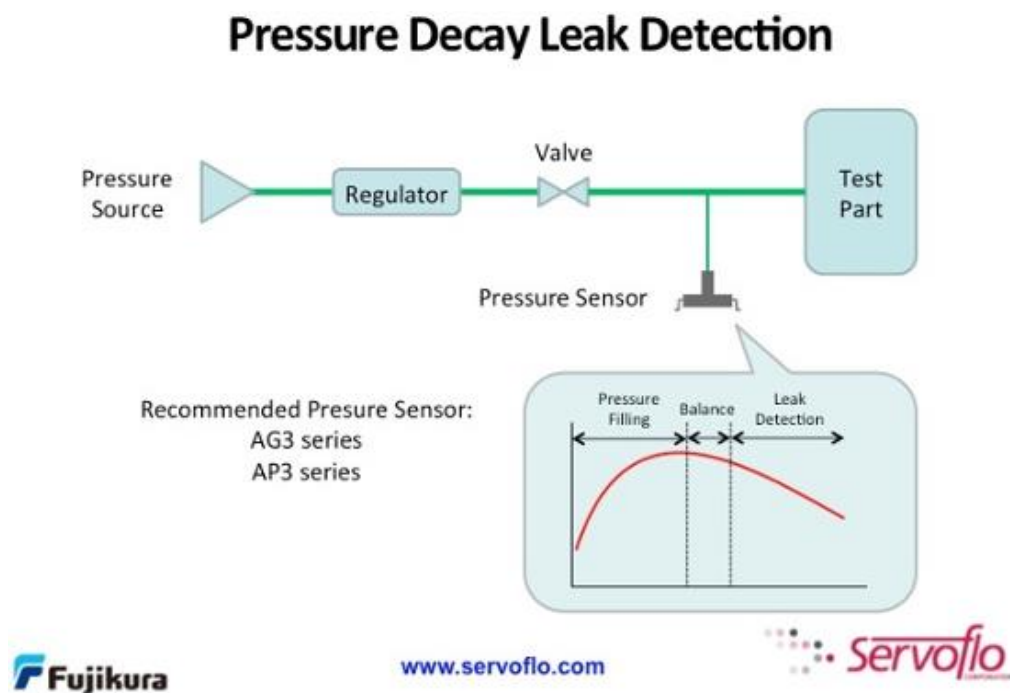 Pressure Decay Leak Detection
Pressure
Source
Regulator
Valve
Test
Part
Pressure Sensor
Recommended Presure Sensor:
AG3 series
AP3 series
Pressure
Filling
Balance
Leak
Detection
Fujikura
www.servoflo.com
Servoflo
CORPORATION